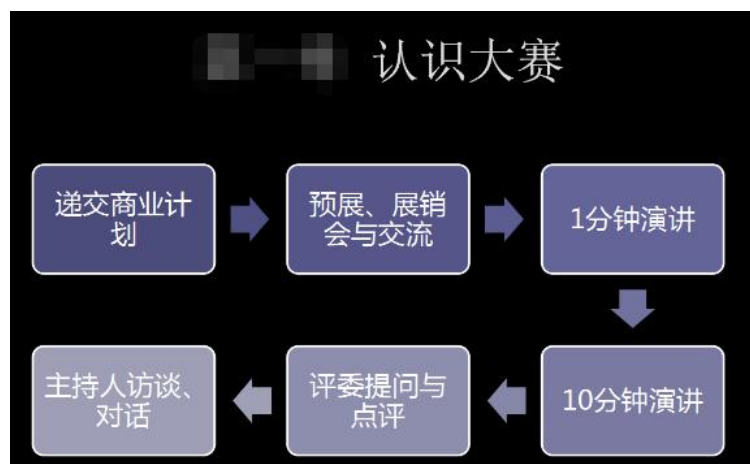 认识大赛
递交商业计
划
预展、展销
会与交流
1分钟演讲
10分钟演讲
评委提问与
点评
主持人访谈、
对话